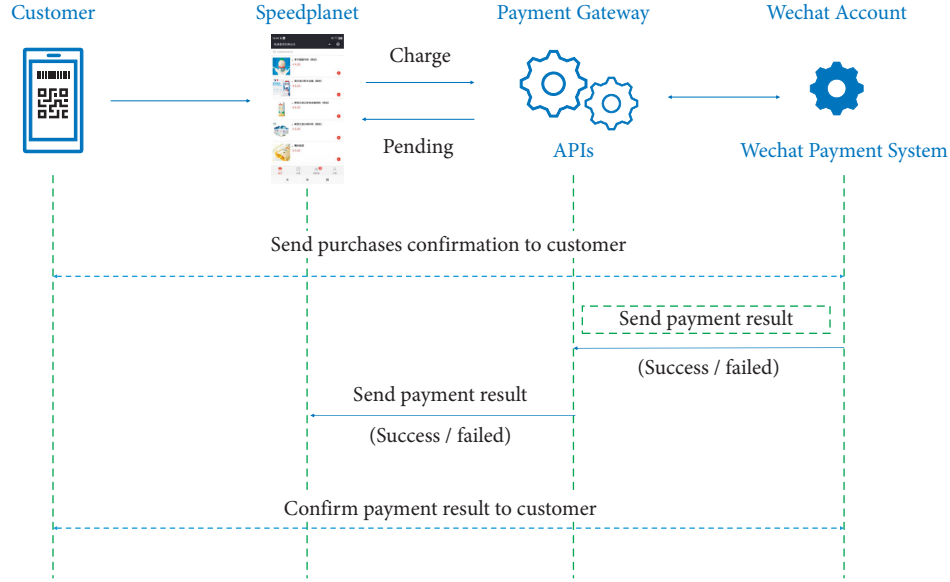 Customer
Speedplanet
Payment Gateway
Wechat Account
Charge
Pending
APIs
Wechat Payment System
Send purchases confirmation to customer
Send payment result
(Success / failed)
Send payment result
(Success / failed)
Confirm payment result to customer